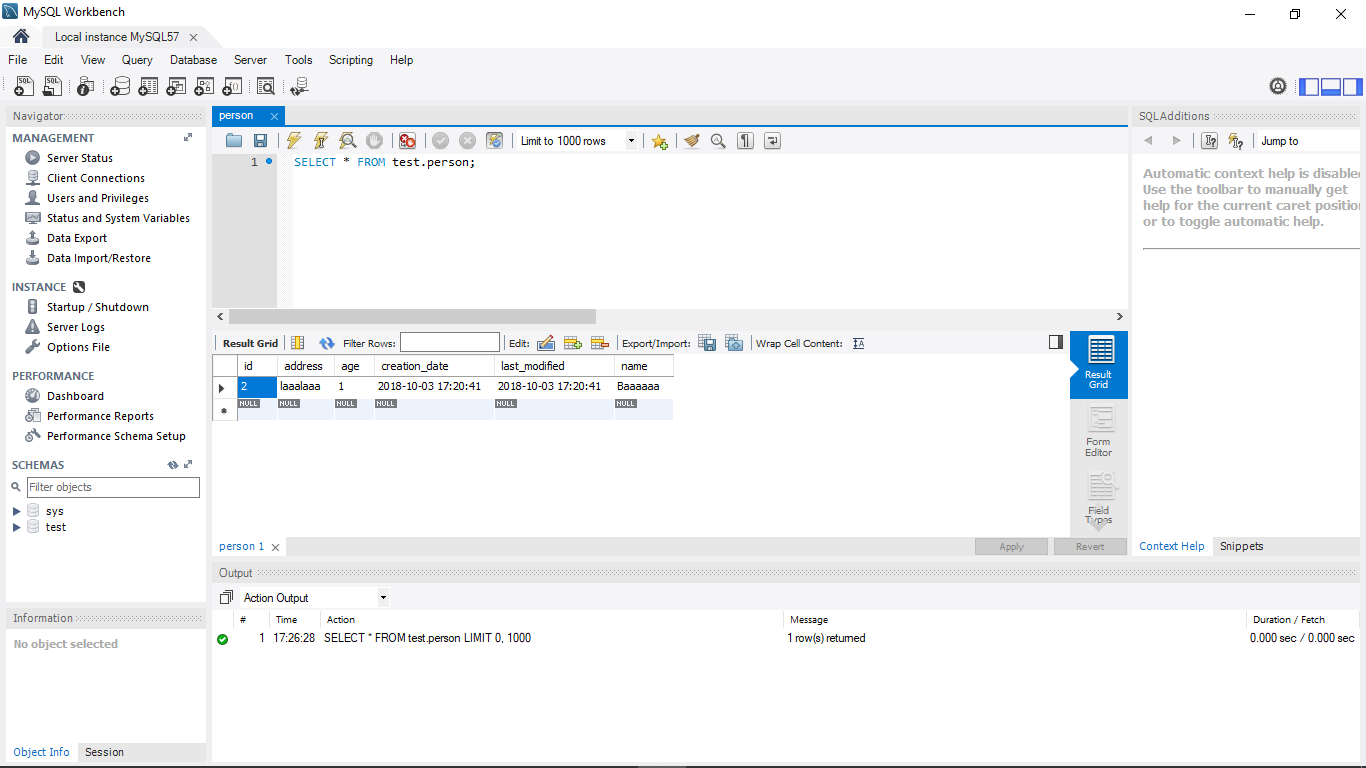 MySQL Workbench
Local instance MySQL57
File Edit View Query Database Server Tools Scripting Help
Navigator
MANAGEMENT
Server Status
Client Connections
Users and Privileges
Status and System Variables
Data Export
Data Import/Restore
INSTANCE
Startup / Shutdown
Server Logs
Options File
PERFORMANCE
Dashboard
Performance Reports
Performance Schema Setup
SCHEMAS
Filter objects
sys
test
Information
No object selected
Object Info Session
person
Limit to 1000 rows
1 SELECT * FROM test.person;
Result Grid Filter Rows: Edit: Export/Import: Wrap Cell Content:
id address age creation_date last_modified name
2 laaalaaa 1 2018-10-03 17:20:41 2018-10-03 17:20:41 Baaaaaa
NULL NULL NULL NULL NULL NULL
Result
Grid
Form
Editor
Field
Types
person 1
Apply Revert
SQLAdditions
Jump to
Automatic context help is disabled
Use the toolbar to manually get
help for the current caret position
or to toggle automatic help.
Context Help Snippets
Output
Action Output
# Time Action Message Duration / Fetch
1 17:26:28 SELECT * FROM test.person LIMIT 0, 1000 1 row(s) returned 0.000 sec / 0.000 sec